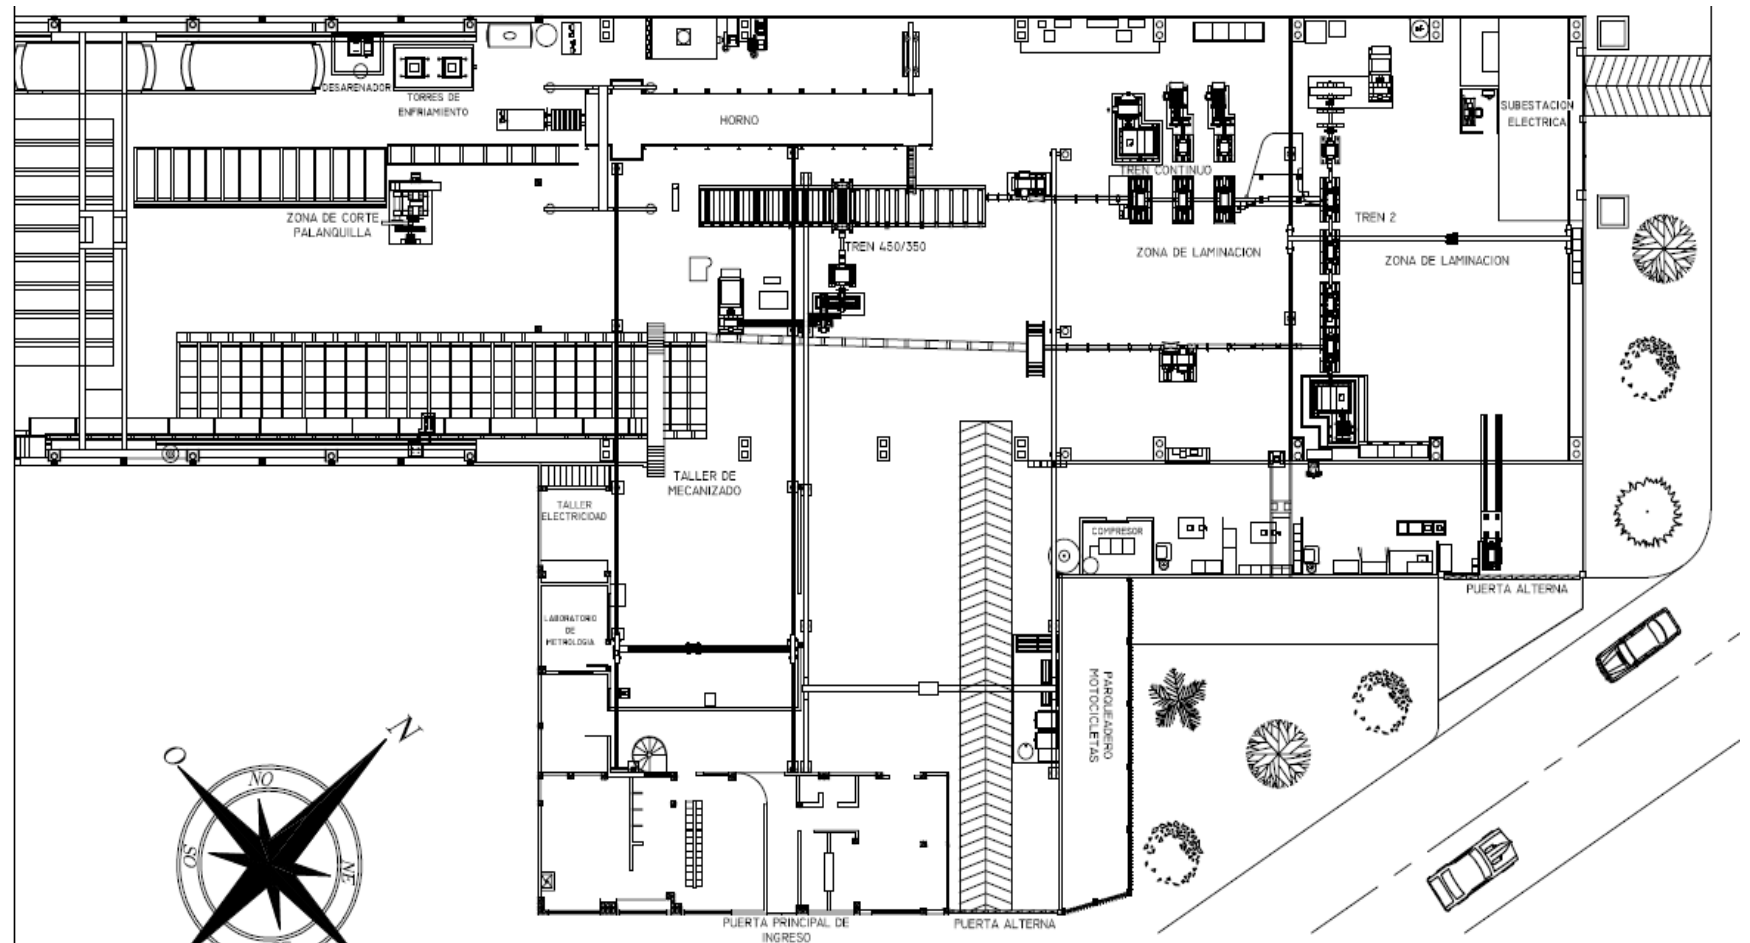 DESARENADOR
TORRES DE
ENFRIAMIENTO
HORNO
SUBESTACION
ELECTRICA
TREN CONTINUO
ZONA DE CORTE
PALANQUILLA
TREN 450/350
TREN 2
ZONA DE LAMINACION
ZONA DE LAMINACION
TALLER DE
MECANIZADO
TALLER
ELECTRICIDAD
COMPRESOR
PUERTA ALTERNA
LABORATORIO
DE
METROLOGIA
PARQUEADERO
MOTOCICLETAS
N
O
NO
SO
NE
PUERTA PRINCIPAL DE
INGRESO
PUERTA ALTERNA